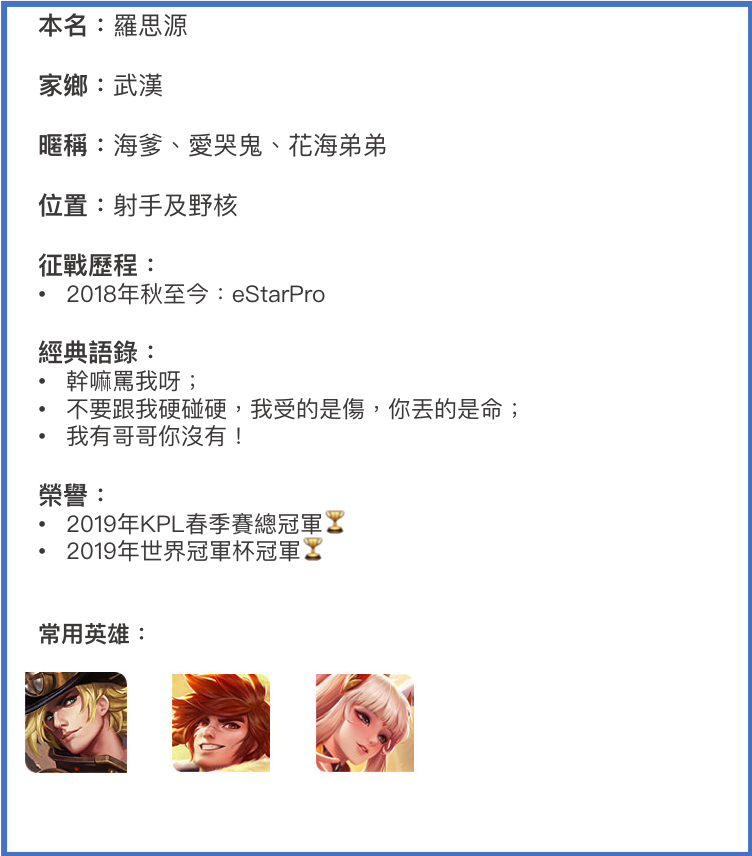 本名：羅思源
家鄉：武漢
暱稱：海爹、愛哭鬼、花海弟弟
位置：射手及野核
征戰歷程：
• 2018年秋至今：eStarPro
經典語錄：
• 幹嘛罵我呀；
• 不要跟我硬碰硬，我受的是傷，你丟的是命；
• 我有哥哥你沒有！
榮譽：
• 2019年KPL春季賽總冠軍🏆
• 2019年世界冠軍杯冠軍🏆
常用英雄：